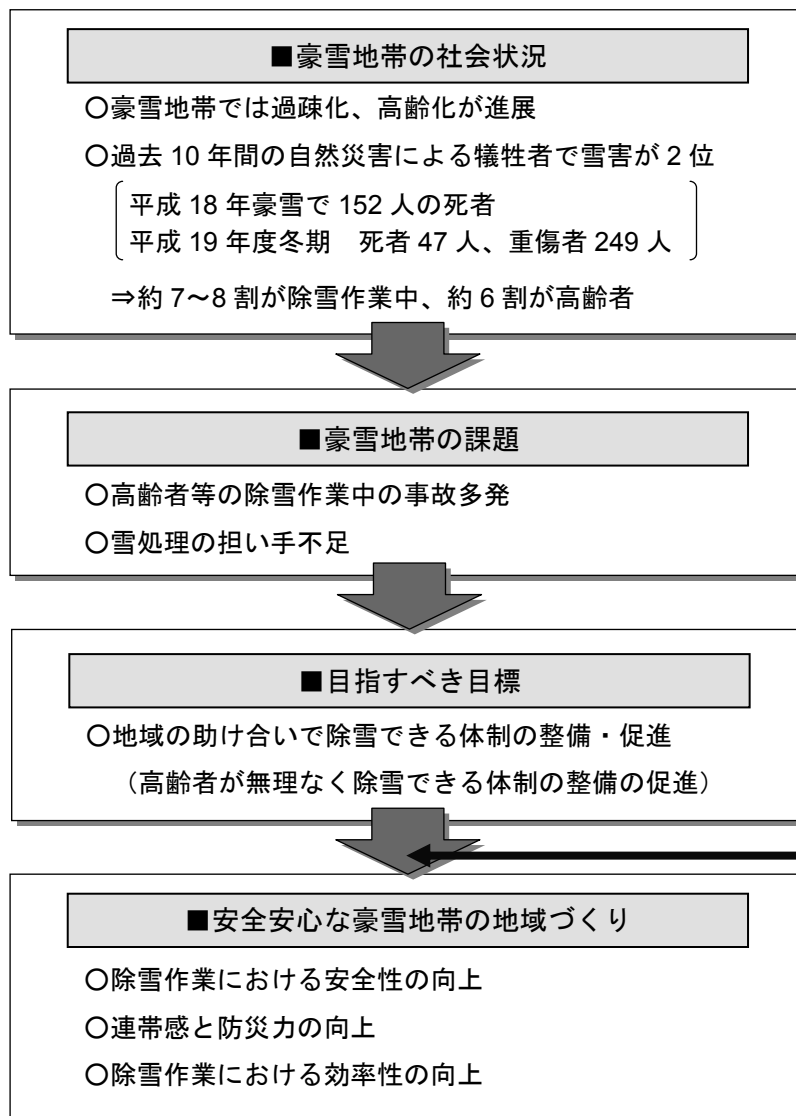 ■豪雪地帯の社会状況
○豪雪地帯では過疎化、高齢化が進展
○過去 10 年間の自然災害による犠牲者で雪害が 2 位
平成 18 年豪雪で 152 人の死者
平成 19 年度冬期　死者 47 人、重傷者 249 人
⇒約 7～8 割が除雪作業中、約 6 割が高齢者
■豪雪地帯の課題
○高齢者等の除雪作業中の事故多発
○雪処理の担い手不足
■目指すべき目標
○地域の助け合いで除雪できる体制の整備・促進
（高齢者が無理なく除雪できる体制の整備の促進）
■安全安心な豪雪地帯の地域づくり
○除雪作業における安全性の向上
○連帯感と防災力の向上
○除雪作業における効率性の向上